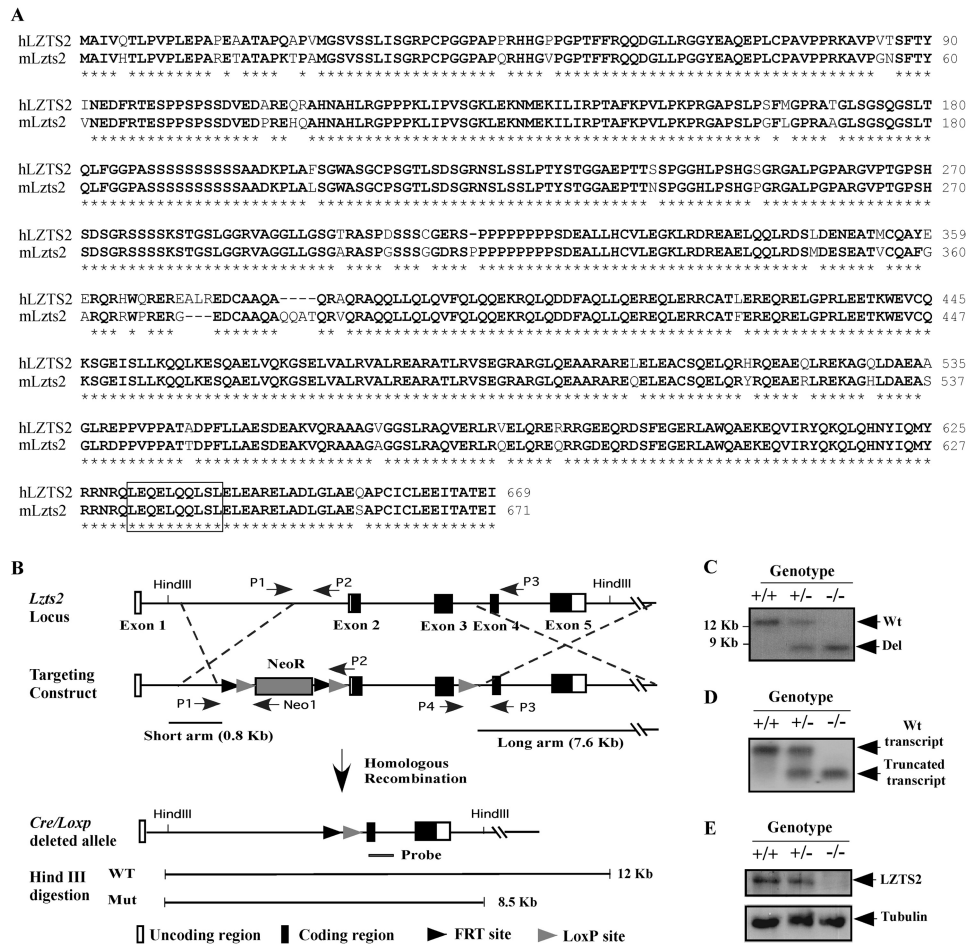 A
hLZTS2 MAIVQTLPVPLEPAPEAATAPQAPVMGSVSSLISGRPCPGGPAPPRHHGPPGPTFFRQQDGLLRGGYEAQEPLCPAVPPRKAVPVTSFTY 90
mLzts2 MAIVHTLPVPLEPARETATAPKTPAMGSVSSLISGRPCPGGPAPQRHHGVPGPTFFRQQDGLLPGGYEAQEPLCPAVPPRKAVPGNSFTY 60
hLZTS2 INEDFRTESPPSPSSDVEDAREQRAHNAHLRGPPPKLIPVSGKLEKNMEKILIRPTAFKPVLPKPRGAPSLPSFMGPRATGLSGSQGSLT 180
mLzts2 VNEDFRTESPPSPSSDVEDPREHQAHNAHLRGPPPKLIPVSGKLEKNMEKILIRPTAFKPVLPKPRGAPSLPGFLGPRAAGLSGSQGSLT 180
hLZTS2 QLFGGPASSSSSSSSSSAADKPLAFSGWASGCPSGTLSDSGRNSLSSLPTYSTGGAEPTTSSPGGHLPSHGSGRGALPGPARGVPTGPSH 270
mLzts2 QLFGGPASSSSSSSSSSAADKPLALSGWASGCPSGTLSDSGRNSLSSLPTYSTGGAEPTTNSPGGHLPSHGPGRGALPGPARGVPTGPSH 270
hLZTS2 SDSGRSSSSKSTGSLGGRVAGGLLGSGTRASPDSSSCGERS-PPPPPPPPSDEALLHCVLEGKLRDREAELQQLRDSLDENEATMCQAYE 359
mLzts2 SDSGRSSSSKSTGSLGGRVAGGLLGSGARASPGSSSGGDRSPPPPPPPPPSDEALLHCVLEGKLRDREAELQQLRDSMDESEATVCQAFG 360
hLZTS2 ERQRHWQREREALREDCAAQA----QRAQRAQQLLQLQVFQLQQEKRQLQDDFAQLLQEREQLERRCATLEREQRELGPRLEETKWEVCQ 445
mLzts2 ARQRRWPRERG---EDCAAQAQQATQRVQRAQQLLQLQVFQLQQEKRQLQDDFAQLLQEREQLERRCATFEREQRELGPRLEETKWEVCQ 447
hLZTS2 KSGEISLLKQQLKESQAELVQKGSELVALRVALREARATLRVSEGRARGLQEAARARELELEACSQELQRHRQEAEQLREKAGQLDAEAA 535
mLzts2 KSGEISLLKQQLKESQAELVQKGSELVALRVALREARATLRVSEGRARGLQEAARAREQELEACSQELQRYRQEAERLREKAGHLDAEAS 537
hLZTS2 GLREPPVPPATADPFLLAESDEAKVQRAAAGVGGSLRAQVERLRVELQRERRRGEEQRDSFEGERLAWQAEKEQVIRYQKQLQHNYIQMY 625
mLzts2 GLRDPPVPPATTDPFLLAESDEAKVQRAAAGAGGSLRAQVERLRQELQREQRRGDEQRDSFEGERLAWQAEKEQVIRYQKQLQHNYIQMY 627
hLZTS2 RRNRQLEQELQQLSLELEARELADLGLAEQAPCICLEEITATEI 669
mLzts2 RRNRQLEQELQQLSLELEARELADLGLAESAPCICLEEITATEI 671
B
Lzts2
Locus
HindIII P1 P2 P3 HindIII
Exon 1 Exon 2 Exon 3 Exon 4 Exon 5
Targeting
Construct
NeoR P2
P1 Neo1 P4 P3
Short arm (0.8 Kb) Long arm (7.6 Kb)
Homologous
Recombination
Cre/Loxp
deleted allele
HindIII HindIII
Probe
Hind III
digestion
WT 12 Kb
Mut 8.5 Kb
Uncoding region Coding region FRT site LoxP site
C
Genotype
+/+ +/- -/-
12 Kb Wt
9 Kb Del
D
Genotype
+/+ +/- -/-
Wt
transcript
Truncated
transcript
E
Genotype
+/+ +/- -/-
LZTS2
Tubulin